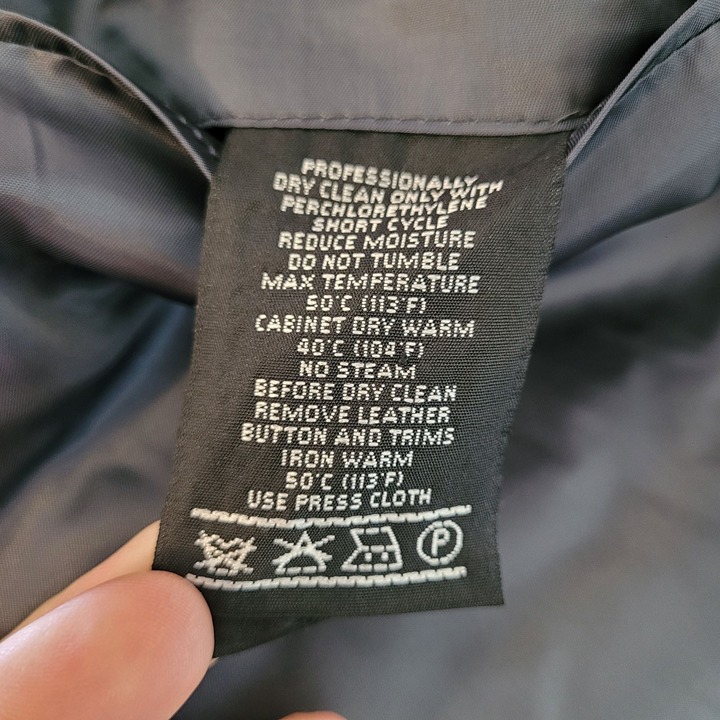 PROFESSIONALLY
DRY CLEAN ONLY WITH
PERCHLORETHYLENE
SHORT CYCLE
REDUCE MOISTURE
DO NOT TUMBLE
MAX TEMPERATURE
50°C (113°F)
CABINET DRY WARM
40°C (104°F)
NO STEAM
BEFORE DRY CLEAN
REMOVE LEATHER
BUTTON AND TRIMS
IRON WARM
50°C (113°F)
USE PRESS CLOTH
P